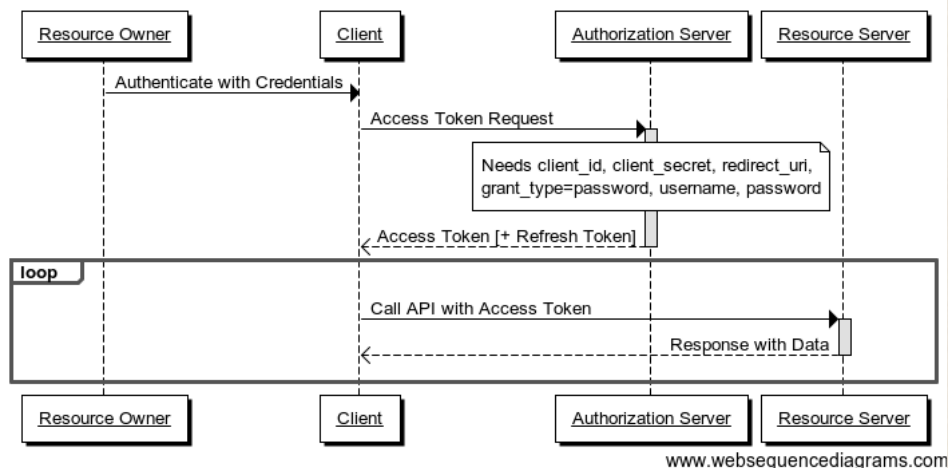 Resource Owner
Client
Authorization Server
Resource Server
Authenticate with Credentials
Access Token Request
Needs client_id, client_secret, redirect_uri,
grant_type=password, username, password
Access Token [+ Refresh Token]
loop
Call API with Access Token
Response with Data
Resource Owner
Client
Authorization Server
Resource Server
www.websequencediagrams.com